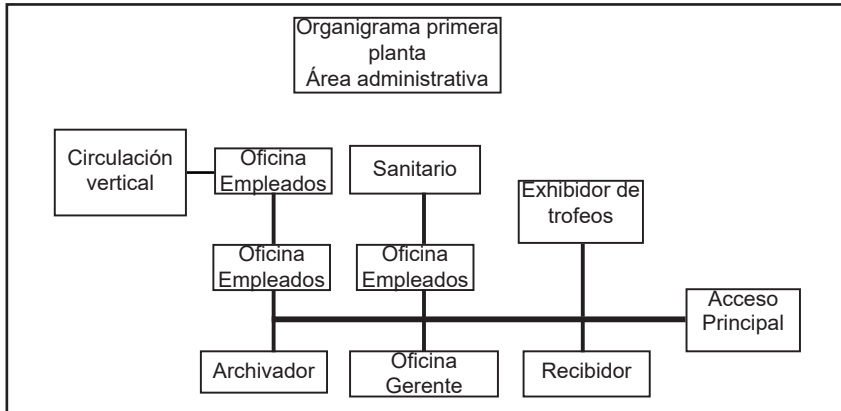 Organigrama primera
planta
Área administrativa
Circulación
vertical
Oficina
Empleados
Sanitario
Exhibidor de
trofeos
Oficina
Empleados
Oficina
Empleados
Acceso
Principal
Archivador
Oficina
Gerente
Recibidor